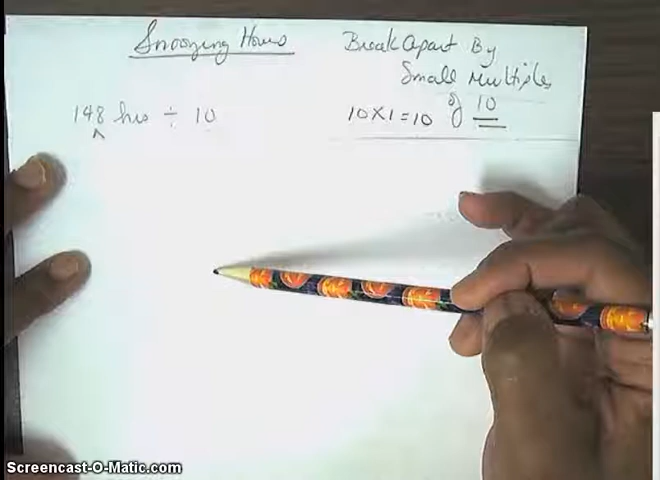 Snoozing Hours
Break Apart By
Small Multiples
of 10
148 hrs ÷ 10
10 x 1 = 10
Screencast-O-Matic.com